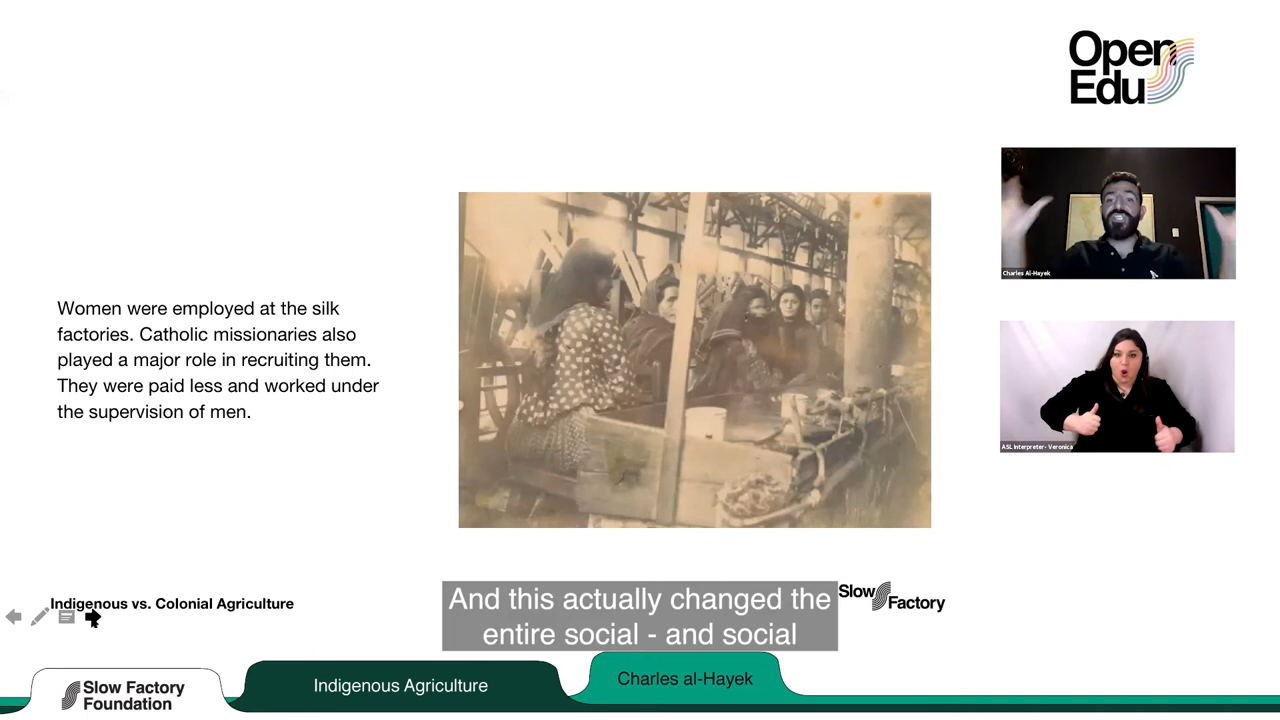 Open
Edu
Charles Al-Hayek
Women were employed at the silk
factories. Catholic missionaries also
played a major role in recruiting them.
They were paid less and worked under
the supervision of men.
ASL Interpreter- Veronica
Indigenous vs. Colonial Agriculture
And this actually changed the
entire social - and social
Slow
Factory
Slow Factory
Foundation
Indigenous Agriculture
Charles al-Hayek